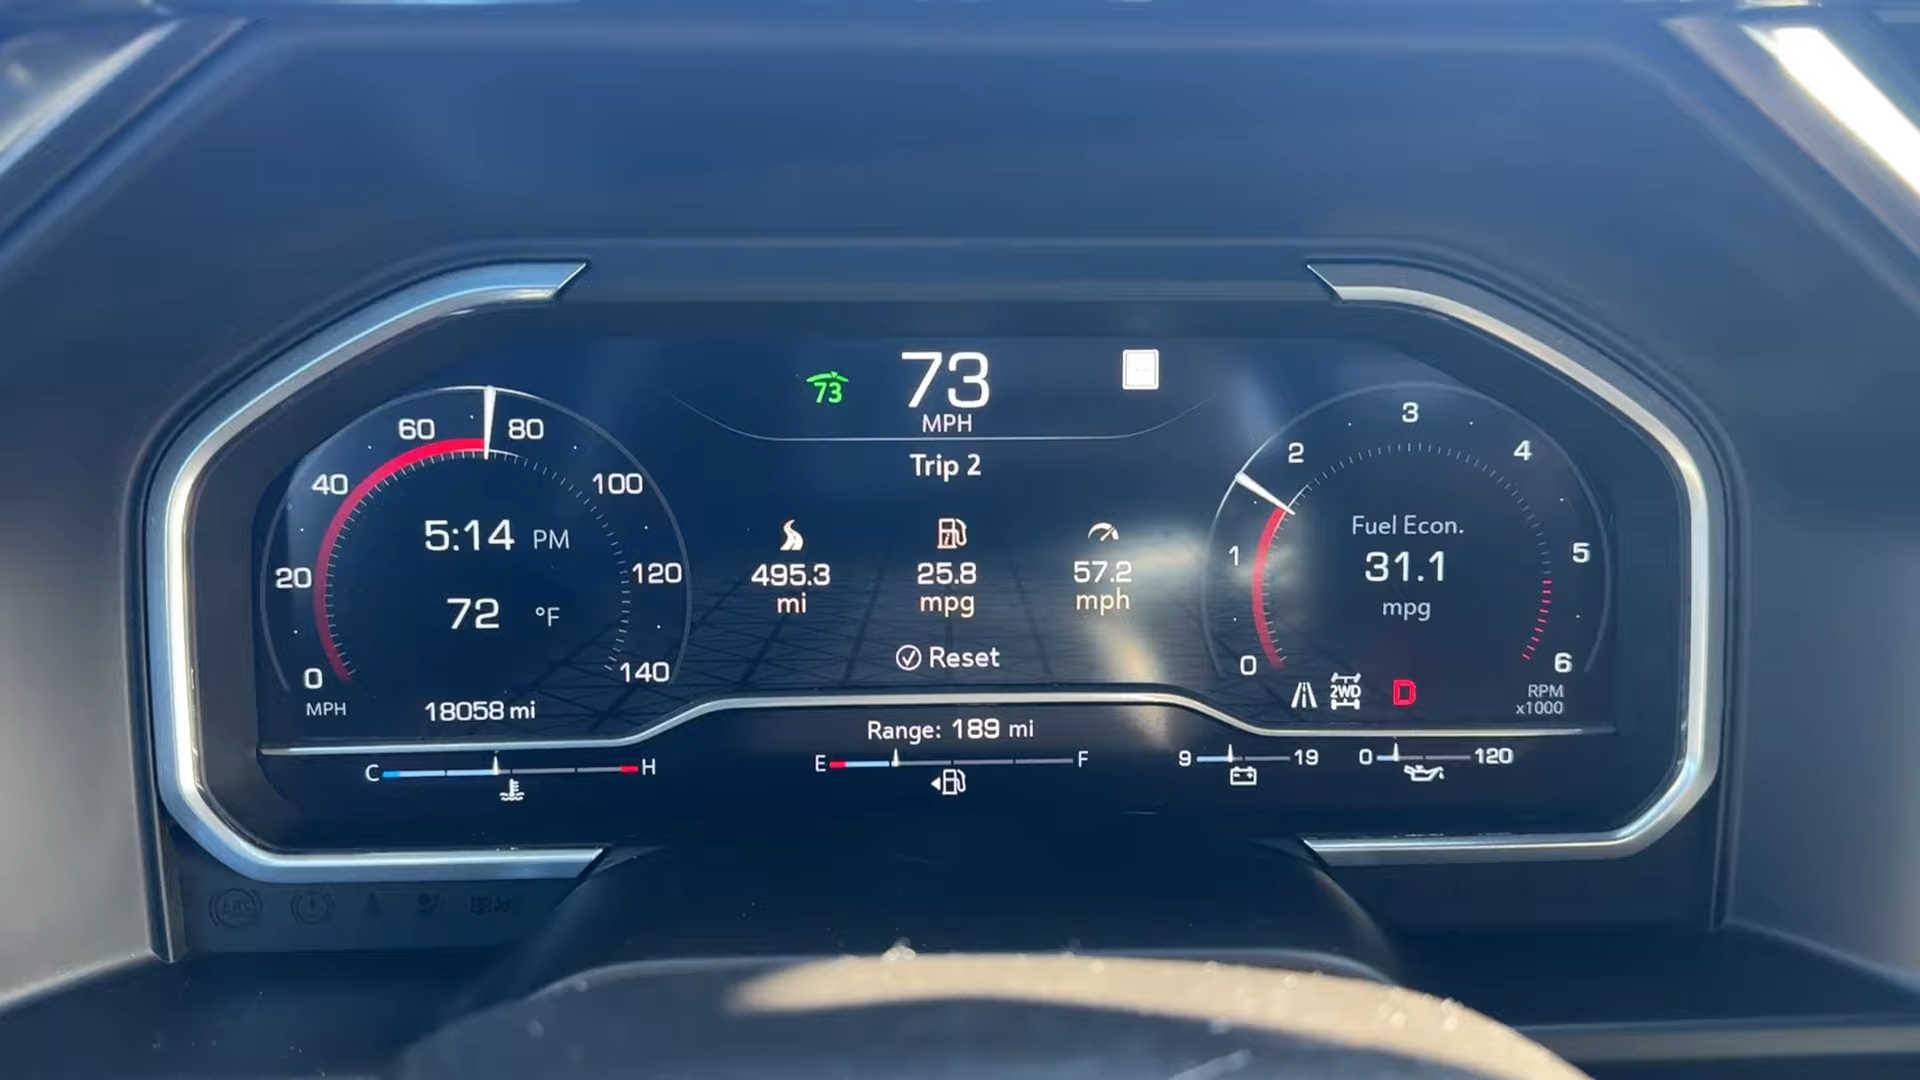 73
73
MPH
Trip 2
495.3
mi
25.8
mpg
57.2
mph
Reset
0
20
40
60
80
100
120
140
MPH
5:14 PM
72 °F
18058 mi
0
1
2
3
4
5
6
RPM
x1000
Fuel Econ.
31.1
mpg
2WD
D
Range: 189 mi
C
H
E
F
9
19
0
120
ABS